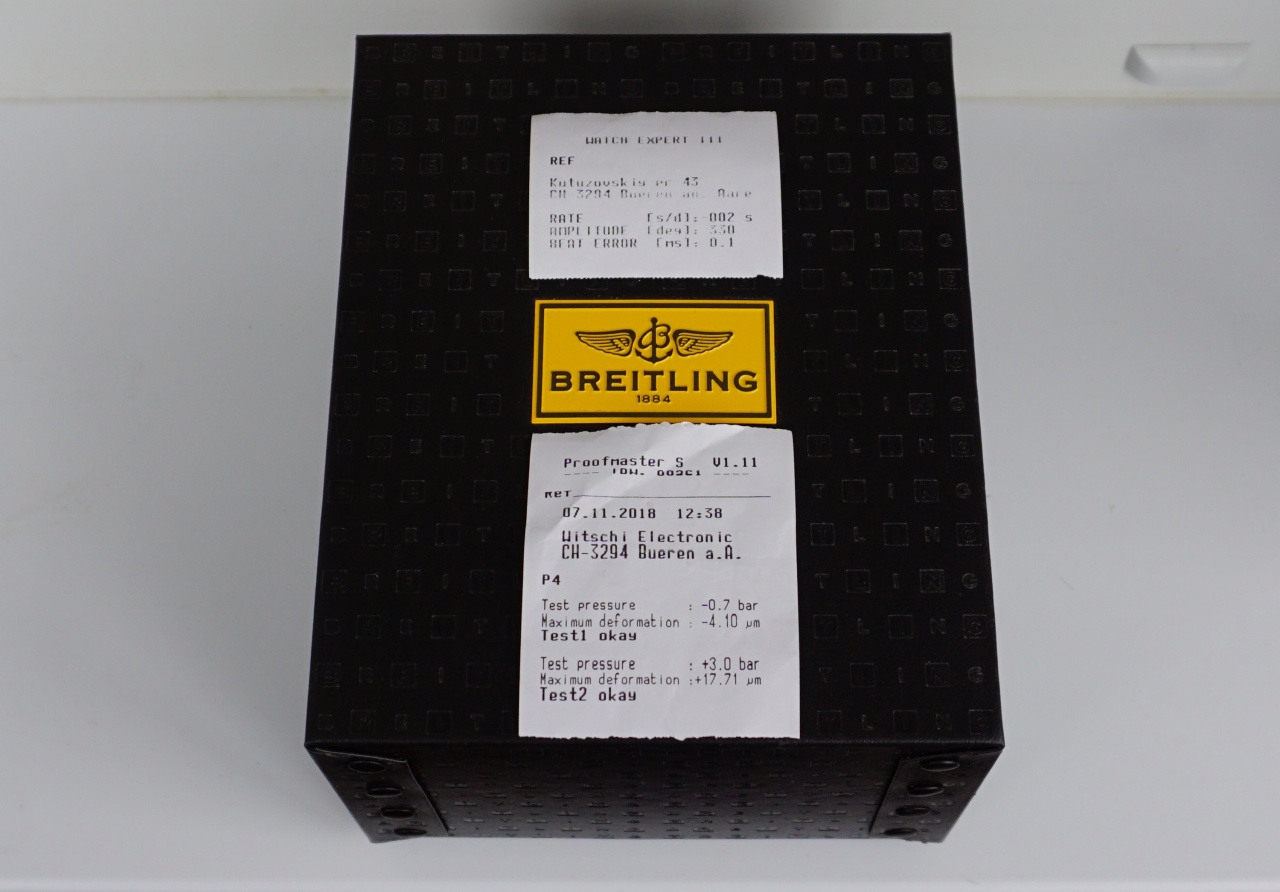 WATCH EXPERT III
REF
Kutuzovskiy pr 43
CH-3294 Bueren an. Aare
RATE [s/d]:-002 s
AMPLITUDE [deg]: 330
BEAT ERROR [ms]: 0.1
B
BREITLING
1884
Proofmaster S V1.11
REF
07.11.2018 12:38
Witschi Electronic
CH-3294 Bueren a.A.
P4
Test pressure : -0.7 bar
Maximum deformation : -4.10 µm
Test1 okay
Test pressure : +3.0 bar
Maximum deformation :+17.71 µm
Test2 okay